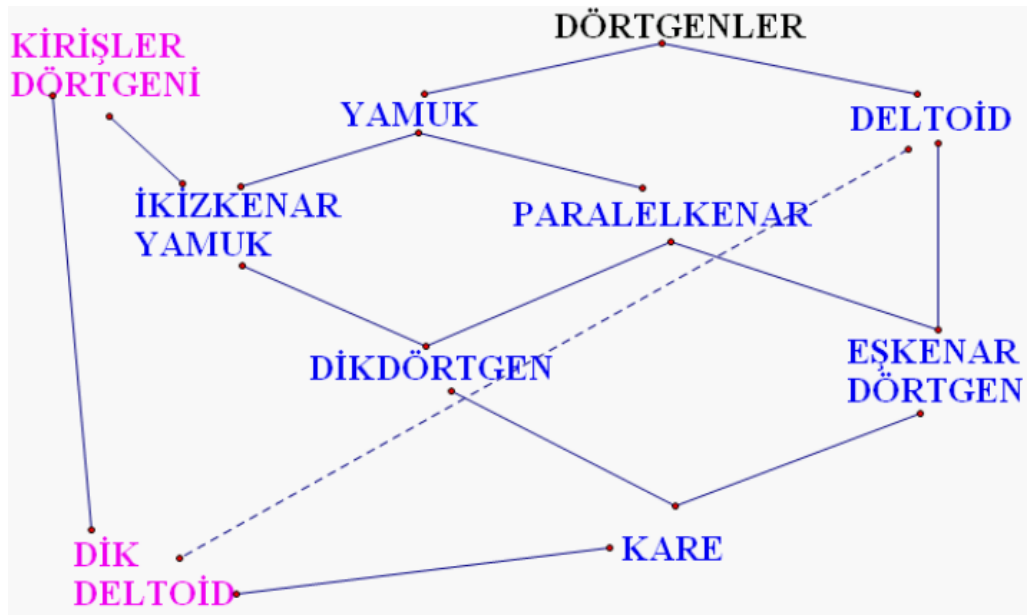 DÖRTGENLER
KİRİŞLER
DÖRTGENİ
YAMUK
DELTOİD
İKİZKENAR
YAMUK
PARALELKENAR
DİKDÖRTGEN
EŞKENAR
DÖRTGEN
DİK
DELTOİD
KARE